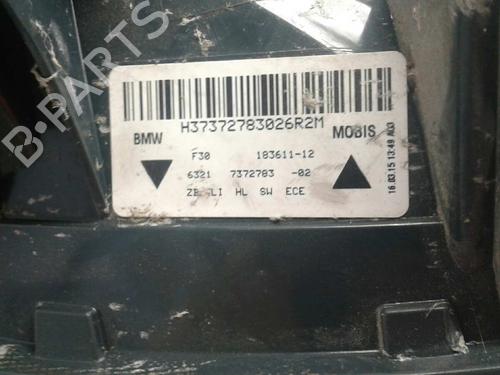 B-PARTS
H37372783026R2M
BMW
MOBIS
F30 183611-12
6321 7372783 -02
ZB LI HL SW ECE
16.03.15 13:49 A03